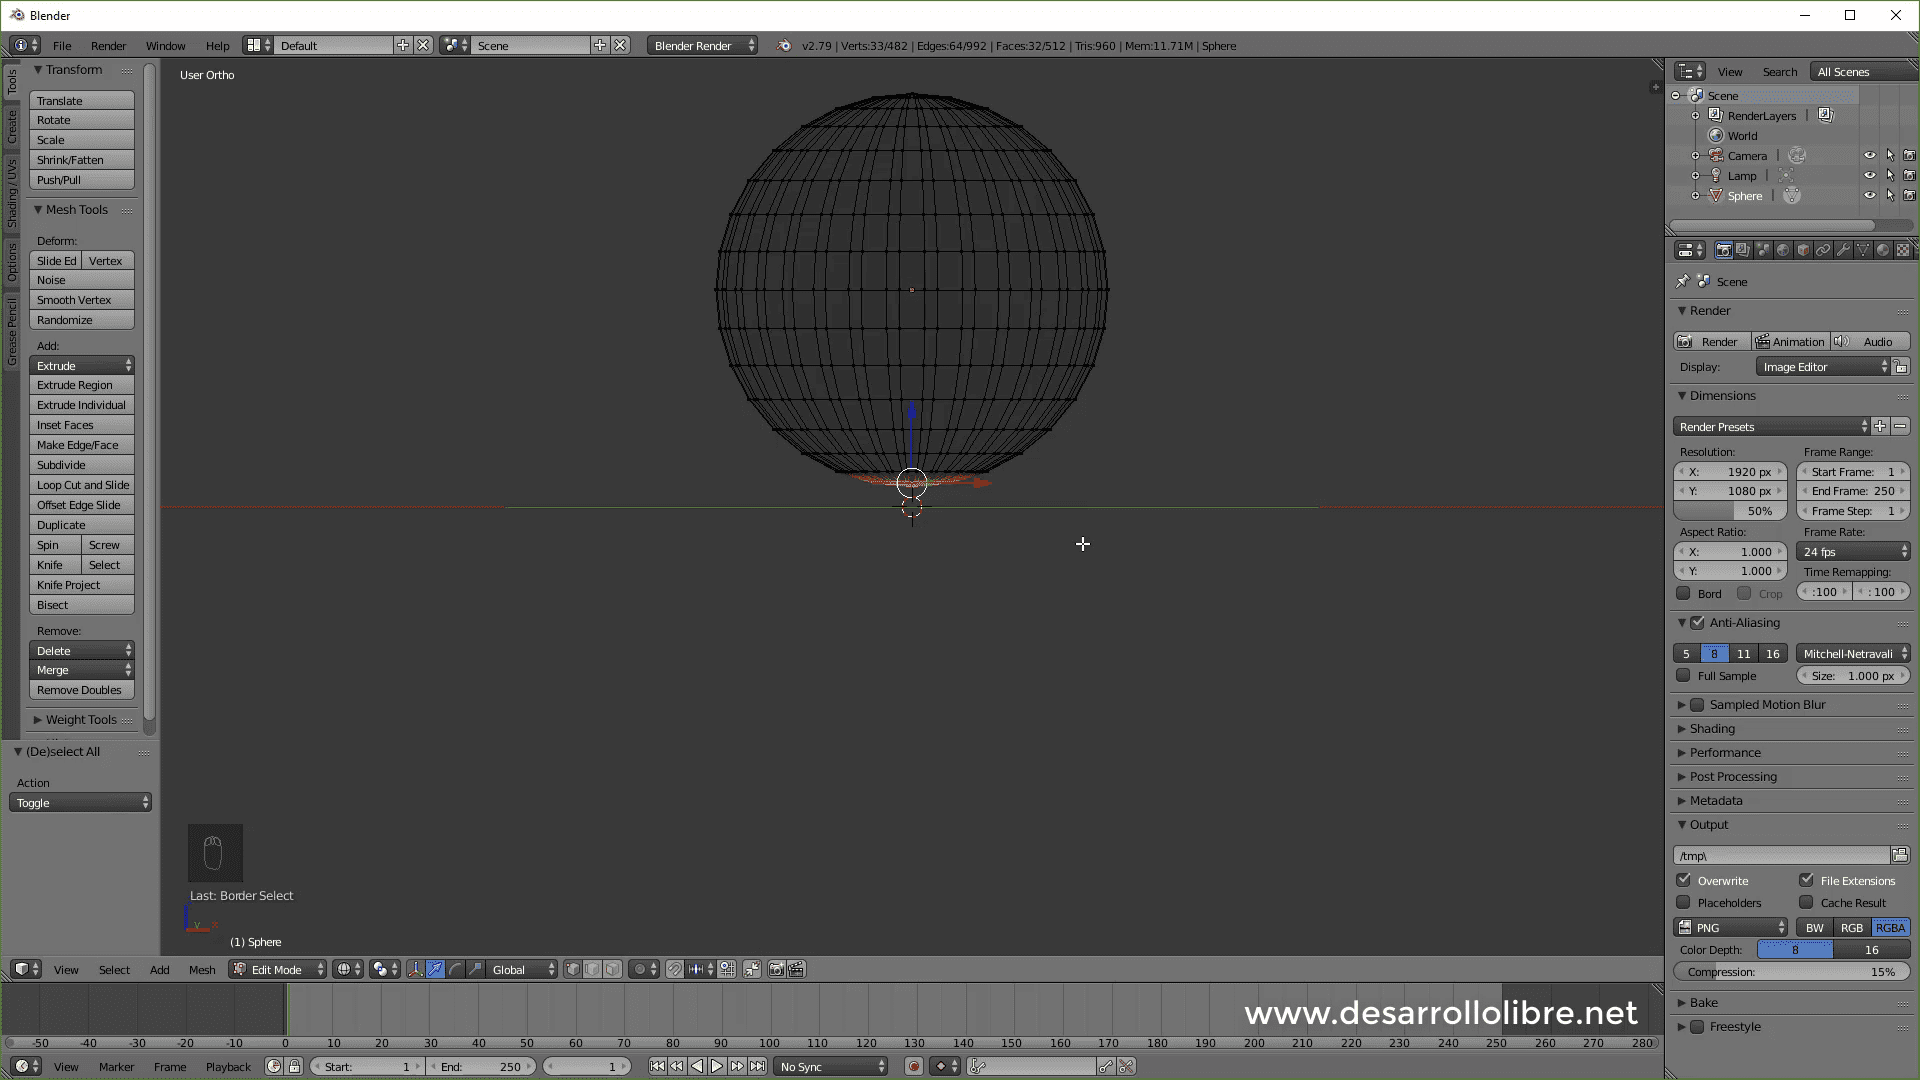 Blender
File Render Window Help Default Scene Blender Render v2.79 | Verts:33/482 | Edges:64/992 | Faces:32/512 | Tris:960 | Mem:11.71M | Sphere
Tools
Create
Shading / UVs
Options
Grease Pencil
Transform
Translate
Rotate
Scale
Shrink/Fatten
Push/Pull
Mesh Tools
Deform:
Slide Ed Vertex
Noise
Smooth Vertex
Randomize
Add:
Extrude
Extrude Region
Extrude Individual
Inset Faces
Make Edge/Face
Subdivide
Loop Cut and Slide
Offset Edge Slide
Duplicate
Spin Screw
Knife Select
Knife Project
Bisect
Remove:
Delete
Merge
Remove Doubles
Weight Tools
(De)select All
Action
Toggle
User Ortho
Last: Border Select
(1) Sphere
View Search All Scenes
Scene
RenderLayers
World
Camera
Lamp
Sphere
Scene
Render
Render Animation Audio
Display: Image Editor
Dimensions
Render Presets
Resolution: Frame Range:
X: 1920 px Start Frame: 1
Y: 1080 px End Frame: 250
50% Frame Step: 1
Aspect Ratio: Frame Rate:
X: 1.000 24 fps
Y: 1.000 Time Remapping:
Bord Crop :100 : 100
Anti-Aliasing
5 8 11 16 Mitchell-Netravali
Full Sample Size: 1.000 px
Sampled Motion Blur
Shading
Performance
Post Processing
Metadata
Output
/tmp\
Overwrite File Extensions
Placeholders Cache Result
PNG BW RGB RGBA
Color Depth: 8 16
Compression: 15%
Bake
Freestyle
View Select Add Mesh Edit Mode Global
www.desarrollolibre.net
-50 -40 -30 -20 -10 0 10 20 30 40 50 60 70 80 90 100 110 120 130 140 150 160 170 180 190 200 210 220 230 240 250 260 270 280
View Marker Frame Playback Start: 1 End: 250 1 No Sync